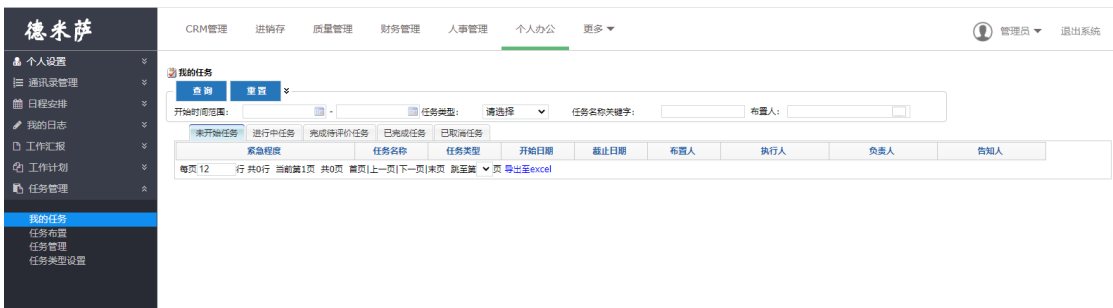 德米萨
CRM管理 进销存 质量管理 财务管理 人事管理 个人办公 更多 管理员 退出系统
个人设置
通讯录管理
日程安排
我的日志
工作汇报
工作计划
任务管理
我的任务
任务布置
任务管理
任务类型设置
我的任务
查询 重置
开始时间范围: - 任务类型: 请选择 任务名称关键字: 布置人:
未开始任务 进行中任务 完成待评价任务 已完成任务 已取消任务
紧急程度 任务名称 任务类型 开始日期 截止日期 布置人 执行人 负责人 告知人
每页12 行 共0行 当前第1页 共0页 首页|上一页|下一页|末页 跳至第 页 导出至excel